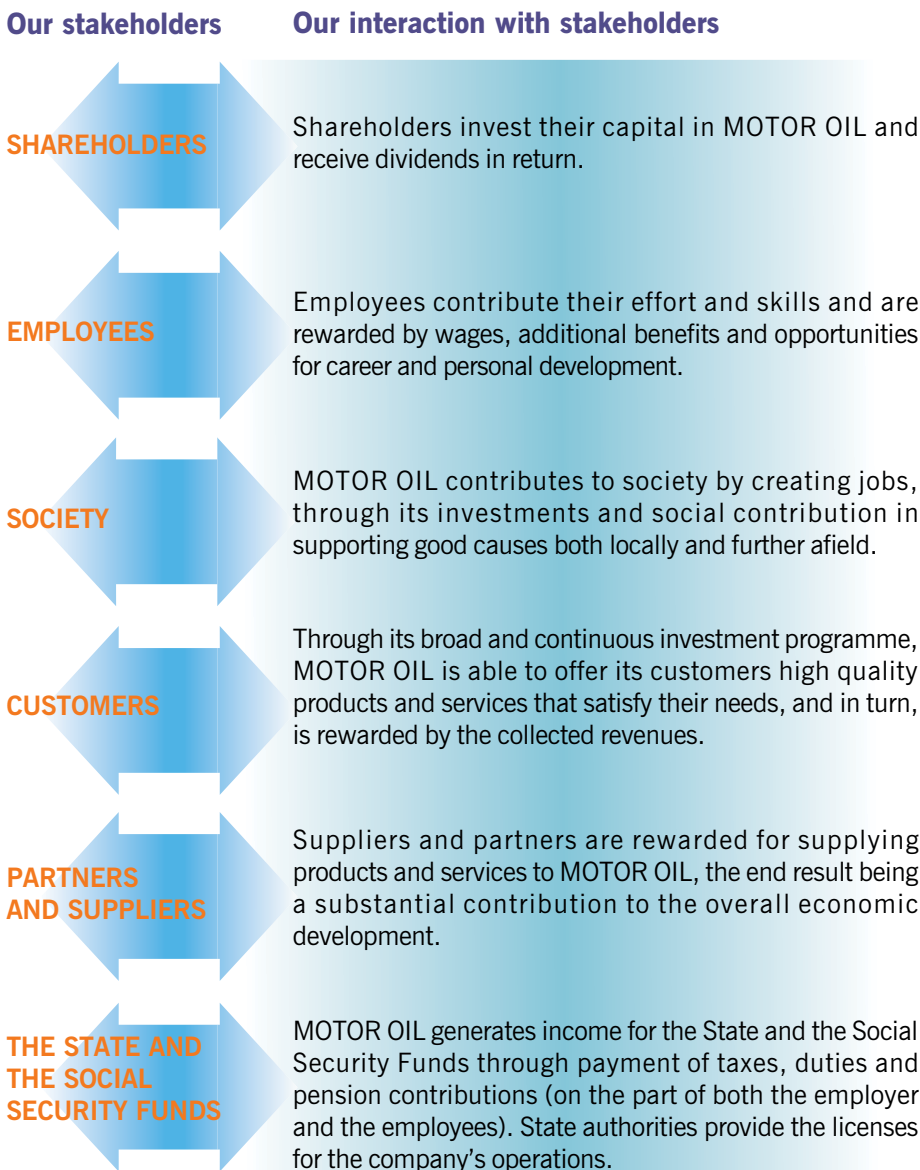 Our stakeholders
Our interaction with stakeholders
SHAREHOLDERS
Shareholders invest their capital in MOTOR OIL and
receive dividends in return.
EMPLOYEES
Employees contribute their effort and skills and are
rewarded by wages, additional benefits and opportunities
for career and personal development.
SOCIETY
MOTOR OIL contributes to society by creating jobs,
through its investments and social contribution in
supporting good causes both locally and further afield.
CUSTOMERS
Through its broad and continuous investment programme,
MOTOR OIL is able to offer its customers high quality
products and services that satisfy their needs, and in turn,
is rewarded by the collected revenues.
PARTNERS
AND SUPPLIERS
Suppliers and partners are rewarded for supplying
products and services to MOTOR OIL, the end result being
a substantial contribution to the overall economic
development.
THE STATE AND
THE SOCIAL
SECURITY FUNDS
MOTOR OIL generates income for the State and the Social
Security Funds through payment of taxes, duties and
pension contributions (on the part of both the employer
and the employees). State authorities provide the licenses
for the company's operations.